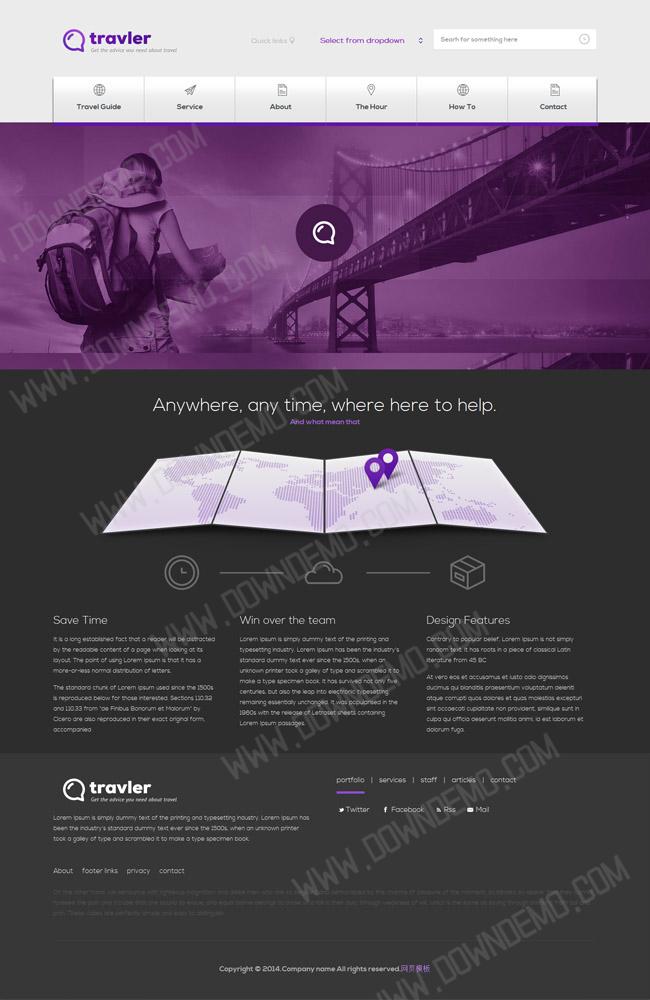 travler
Get the advice you need about travel
Quick links
Select from dropdown
Searh for something here
Travel Guide
Service
About
The Hour
How To
Contact
Anywhere, any time, where here to help.
And what mean that
Save Time
It is a long established fact that a reader will be distracted
by the readable content of a page when looking at its
layout. The point of using Lorem Ipsum is that it has a
more-or-less normal distribution of letters.
The standard chunk of Lorem Ipsum used since the 1500s
is reproduced below for those interested. Sections 1.10.32
and 1.10.33 from "de Finibus Bonorum et Malorum" by
Cicero are also reproduced in their exact original form,
accompanied
Win over the team
Lorem Ipsum is simply dummy text of the printing and
typesetting industry. Lorem Ipsum has been the industry's
standard dummy text ever since the 1500s, when an
unknown printer took a galley of type and scrambled it to
make a type specimen book. It has survived not only five
centuries, but also the leap into electronic typesetting,
remaining essentially unchanged. It was popularised in the
1960s with the release of Letraset sheets containing
Lorem Ipsum passages,
Design Features
Contrary to popular belief, Lorem Ipsum is not simply
random text. It has roots in a piece of classical Latin
literature from 45 BC
At vero eos et accusamus et iusto odio dignissimos
ducimus qui blanditiis praesentium voluptatum deleniti
atque corrupti quos dolores et quas molestias excepturi
sint occaecati cupiditate non provident, similique sunt in
culpa qui officia deserunt mollitia animi, id est laborum et
dolorum fuga.
travler
Get the advice you need about travel
Lorem Ipsum is simply dummy text of the printing and typesetting industry. Lorem Ipsum has
been the industry's standard dummy text ever since the 1500s, when an unknown printer
took a galley of type and scrambled it to make a type specimen book.
portfolio | services | staff | articles | contact
Twitter Facebook Rss Mail
About footer links privacy contact
Copyright © 2014.Company name All rights reserved.网页模板
WWW.DOWNDEMO.COM
WWW.DOWNDEMO.COM
WWW.DOWNDEMO.COM
WWW.DOWNDEMO.COM
WWW.DOWNDEMO.COM
WWW.DOWNDEMO.COM
WWW.DOWNDEMO.COM